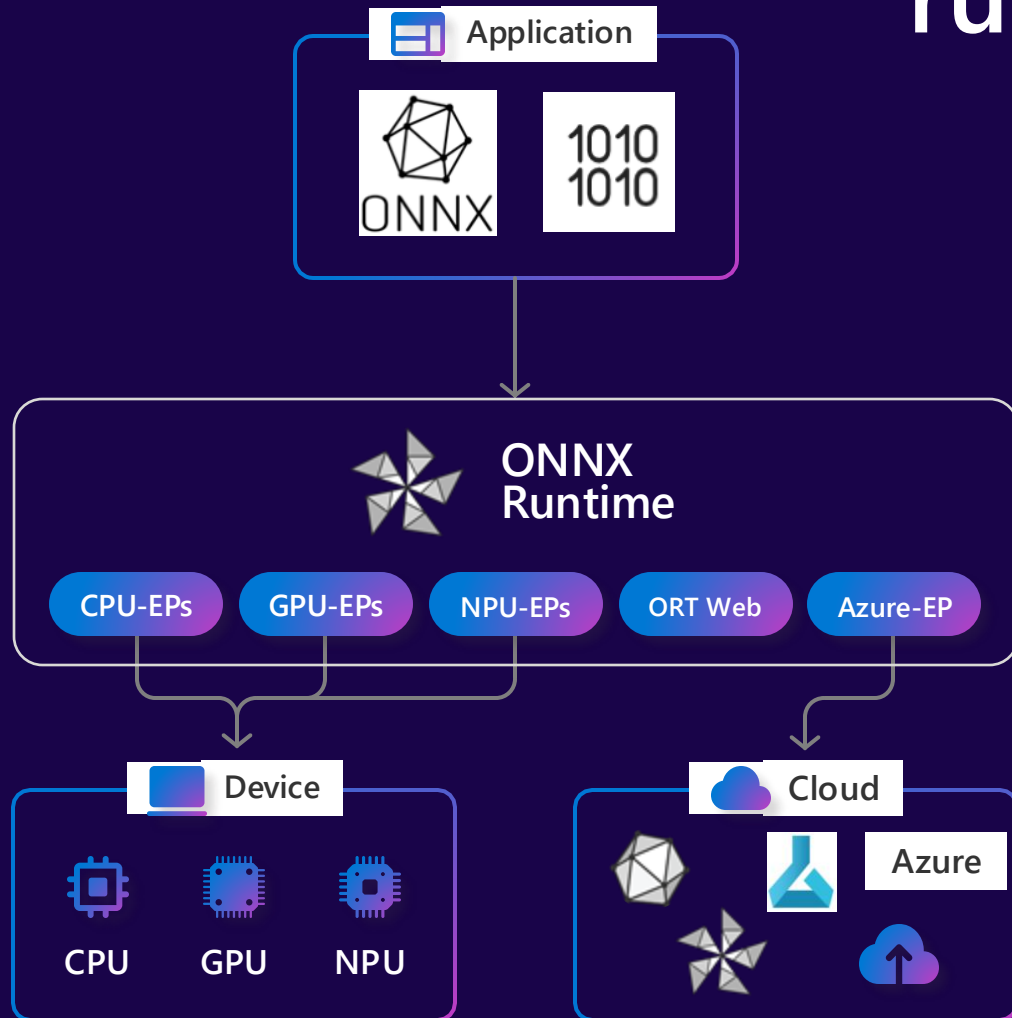 ru
Application
ONNX
1010
1010
ONNX
Runtime
CPU-EPs
GPU-EPs
NPU-EPs
ORT Web
Azure-EP
Device
Cloud
Azure
CPU
GPU
NPU